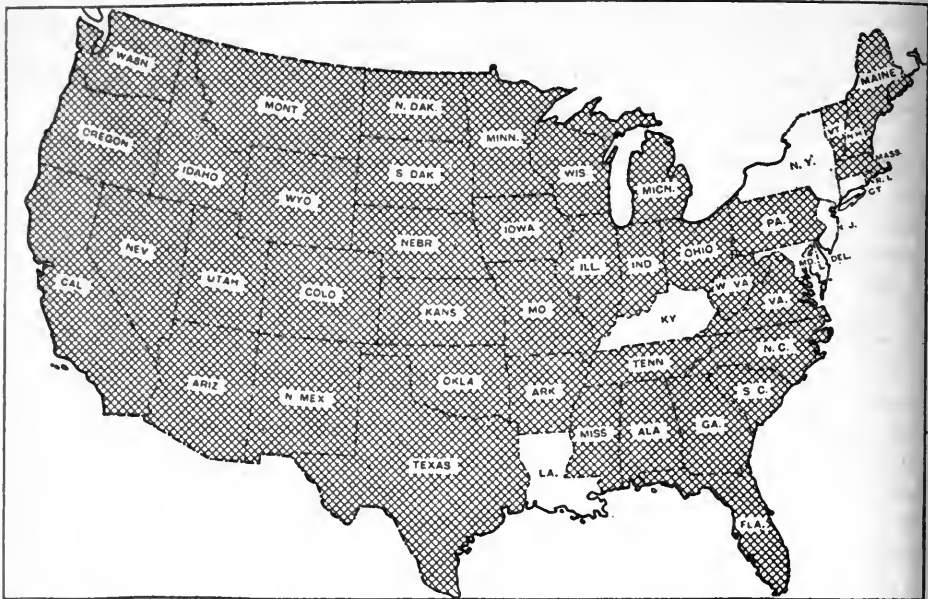 WASH
MONT
N. DAK.
MINN.
MAINE
OREGON
IDAHO
S DAK
WIS.
MICH.
N.Y.
VT
N H
MASS.
R. I.
CT
WYO
NEBR
IOWA
PA.
N J.
NEV
UTAH
COLO
ILL.
IND
OHIO
MD
DEL.
CAL
KANS
MO
W VA
VA.
KY
N. C.
TENN
ARIZ
N MEX
OKLA
ARK
S C.
MISS
ALA
GA.
TEXAS
LA.
FLA.